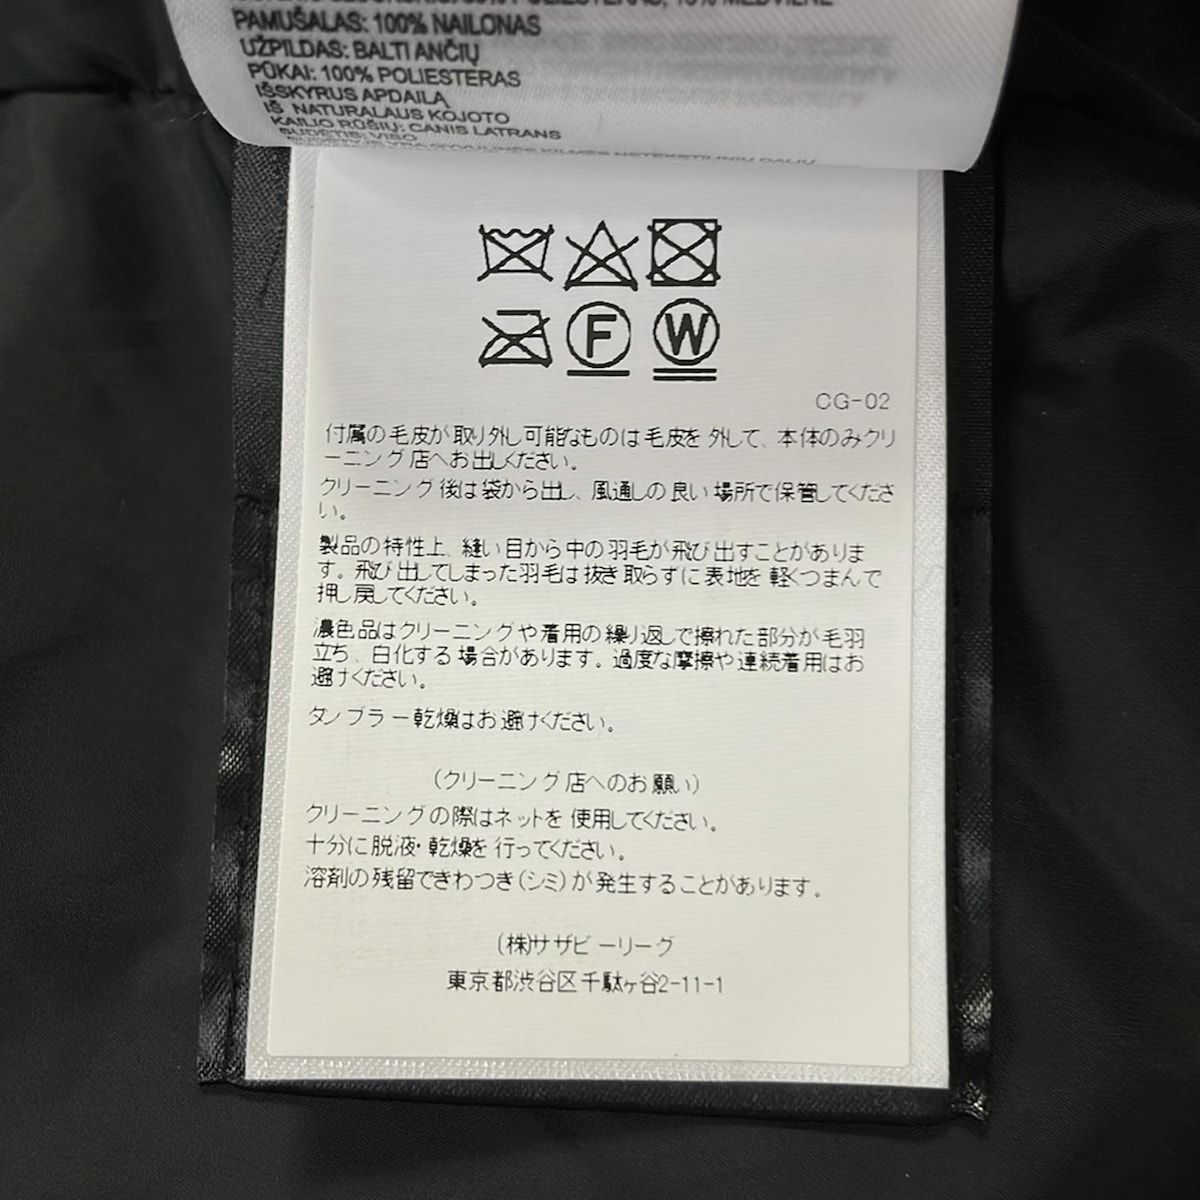 PAMUŠALAS: 100% NAILONAS
UŽPILDAS: BALTI ANČIŲ
PŪKAI: 100% POLIESTERAS
IŠSKYRUS APDAILĄ
IŠ NATURALAUS KOJOTO
KAILIO RŪŠIŲ: CANIS LATRANS
SUDĖTIS: VISO
F W
CG-02
付属の毛皮が取り外し可能なものは毛皮を外して、本体のみクリ
ーニング店へお出しください。
クリーニング後は袋から出し、風通しの良い場所で保管してくださ
い。
製品の特性上、縫い目から中の羽毛が飛び出すことがありま
す。飛び出してしまった羽毛は抜き取らずに表地を軽くつまんで
押し戻してください。
濃色品はクリーニングや着用の繰り返しで擦れた部分が毛羽
立ち、白化する場合があります。過度な摩擦や連続着用はお
避けください。
タンブラー乾燥はお避けください。
(クリーニング店へのお願い)
クリーニングの際はネットを使用してください。
十分に脱液・乾燥を行ってください。
溶剤の残留できわつき(シミ)が発生することがあります。
(株)サザビーリーグ
東京都渋谷区千駄ヶ谷2-11-1